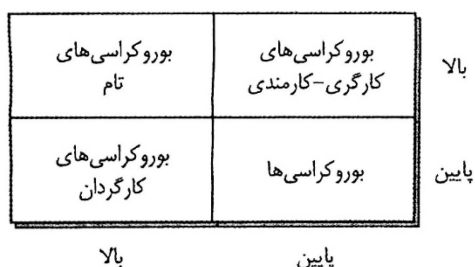 بوروکراسی‌های
کارگری-کارمندی
بوروکراسی‌های
تام
بالا
بوروکراسی‌ها
بوروکراسی‌های
کارگردان
پایین
پایین
بالا